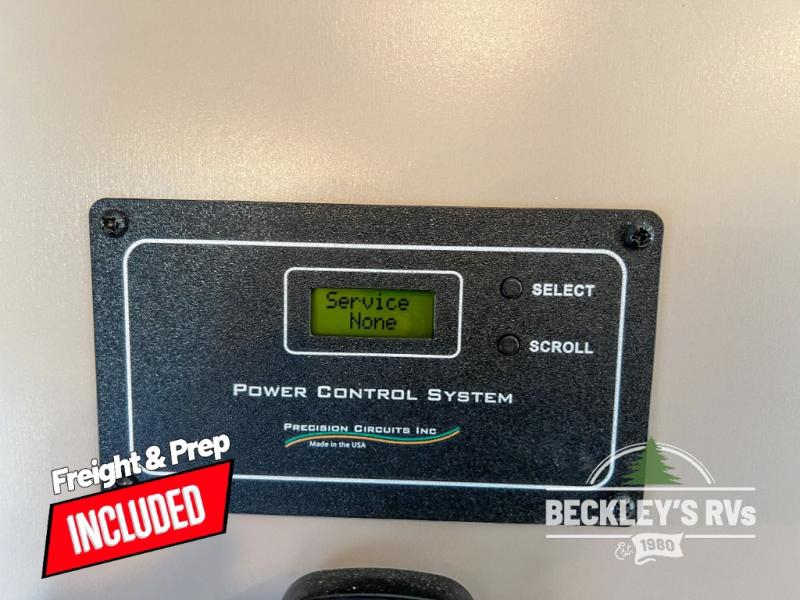 Service
None
SELECT
SCROLL
POWER CONTROL SYSTEM
PRECISION CIRCUITS INC
Made in the USA
Freight & Prep
INCLUDED
BECKLEY'S RVs
Est. 1980